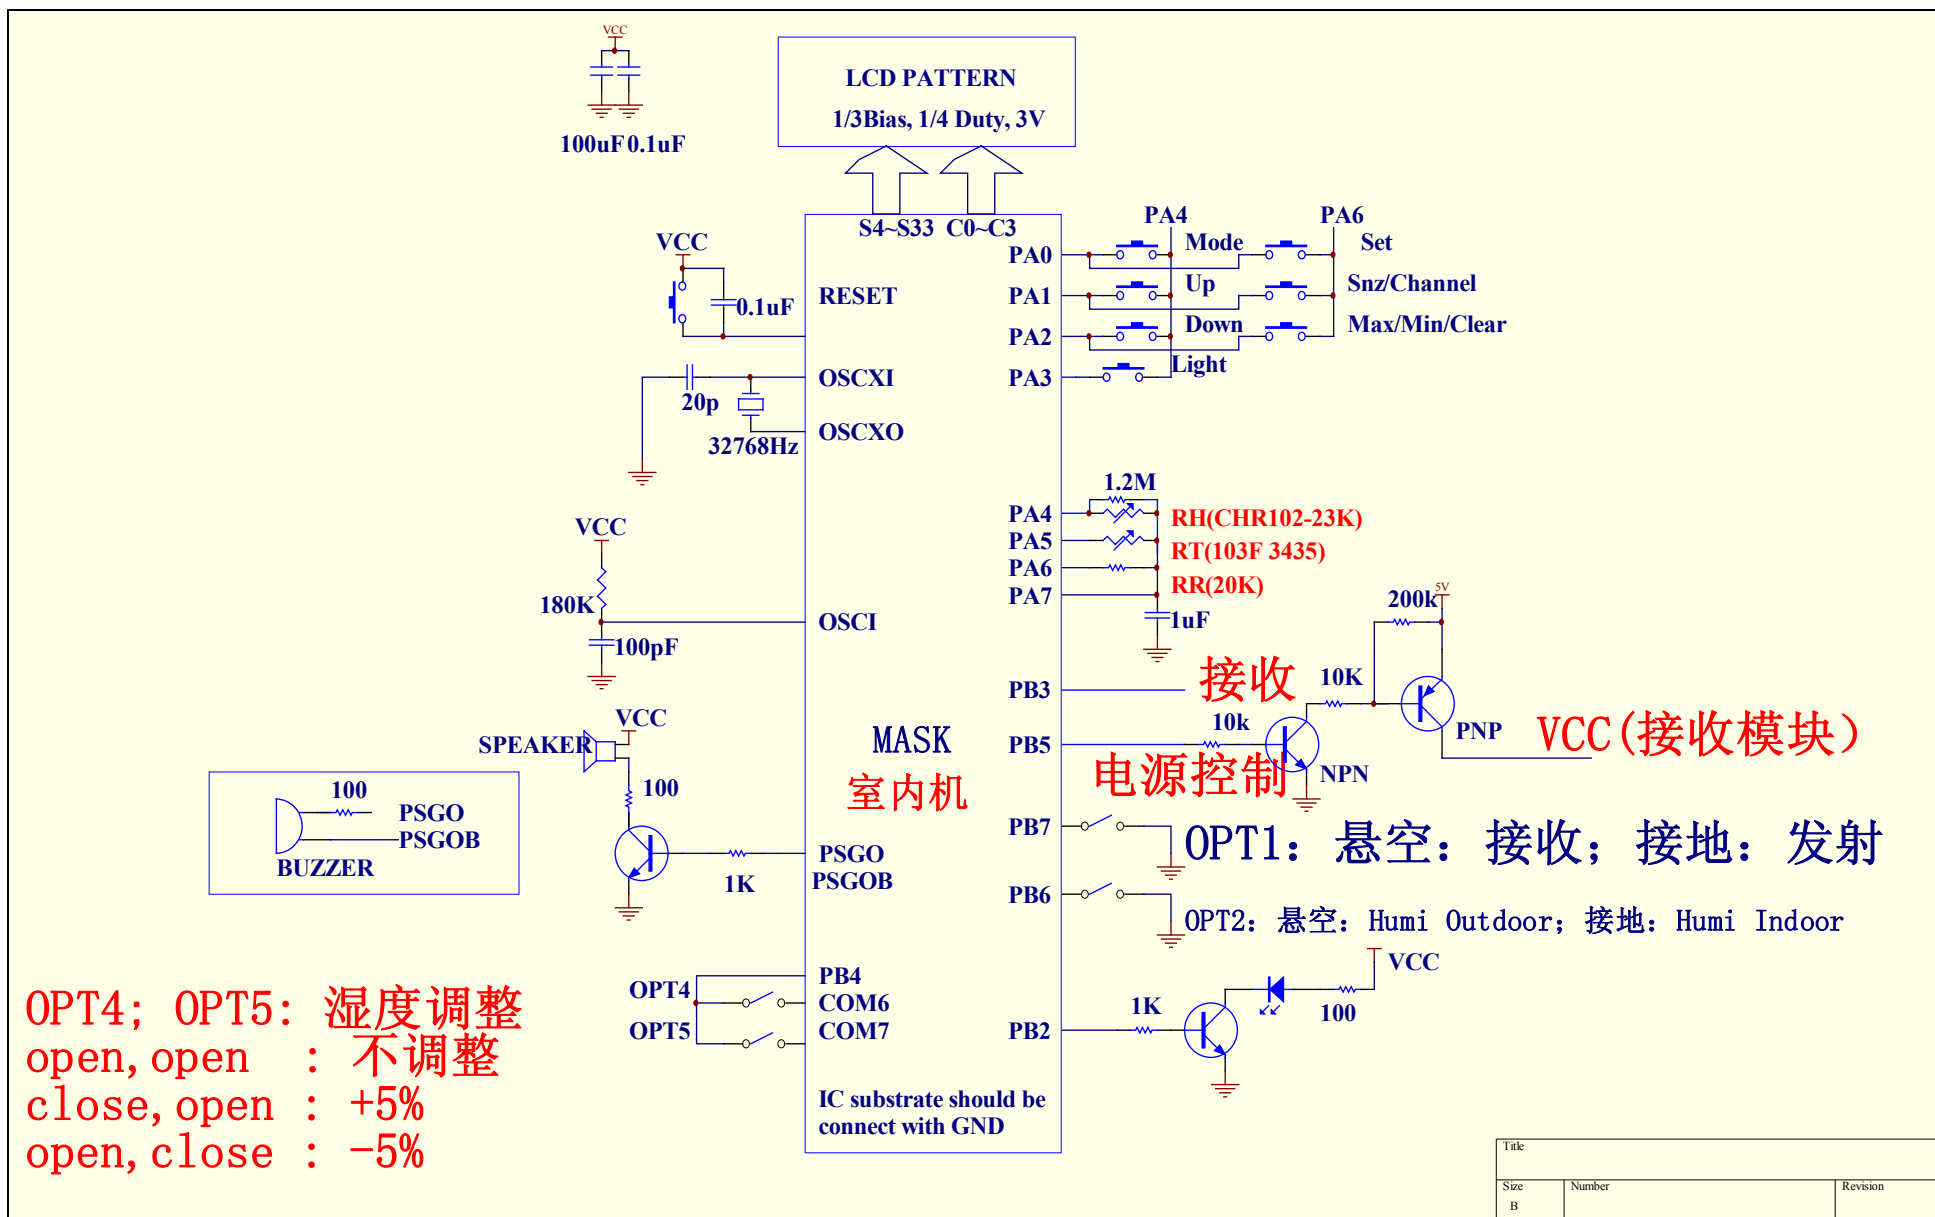 VCC
100uF 0.1uF
LCD PATTERN
1/3Bias, 1/4 Duty, 3V
S4~S33 C0~C3
VCC
0.1uF
RESET
20p
OSCXI
32768Hz
OSCXO
VCC
180K
OSCI
100pF
VCC
SPEAKER
100
100
PSGO
PSGOB
BUZZER
1K
PSGO
PSGOB
MASK
室内机
OPT4
OPT5
PB4
COM6
COM7
IC substrate should be
connect with GND
PA4
PA6
PA0
Mode
Set
PA1
Up
Snz/Channel
PA2
Down
Max/Min/Clear
PA3
Light
1.2M
PA4
RH(CHR102-23K)
PA5
RT(103F 3435)
PA6
RR(20K)
PA7
1uF
5V
200k
PB3
接收
10K
PNP
VCC(接收模块)
PB5
10k
电源控制
NPN
PB7
OPT1: 悬空: 接收; 接地: 发射
PB6
OPT2: 悬空: Humi Outdoor; 接地: Humi Indoor
VCC
1K
100
PB2
OPT4; OPT5: 湿度调整
open,open : 不调整
close,open : +5%
open,close : -5%
Title
Size
Number
Revision
B